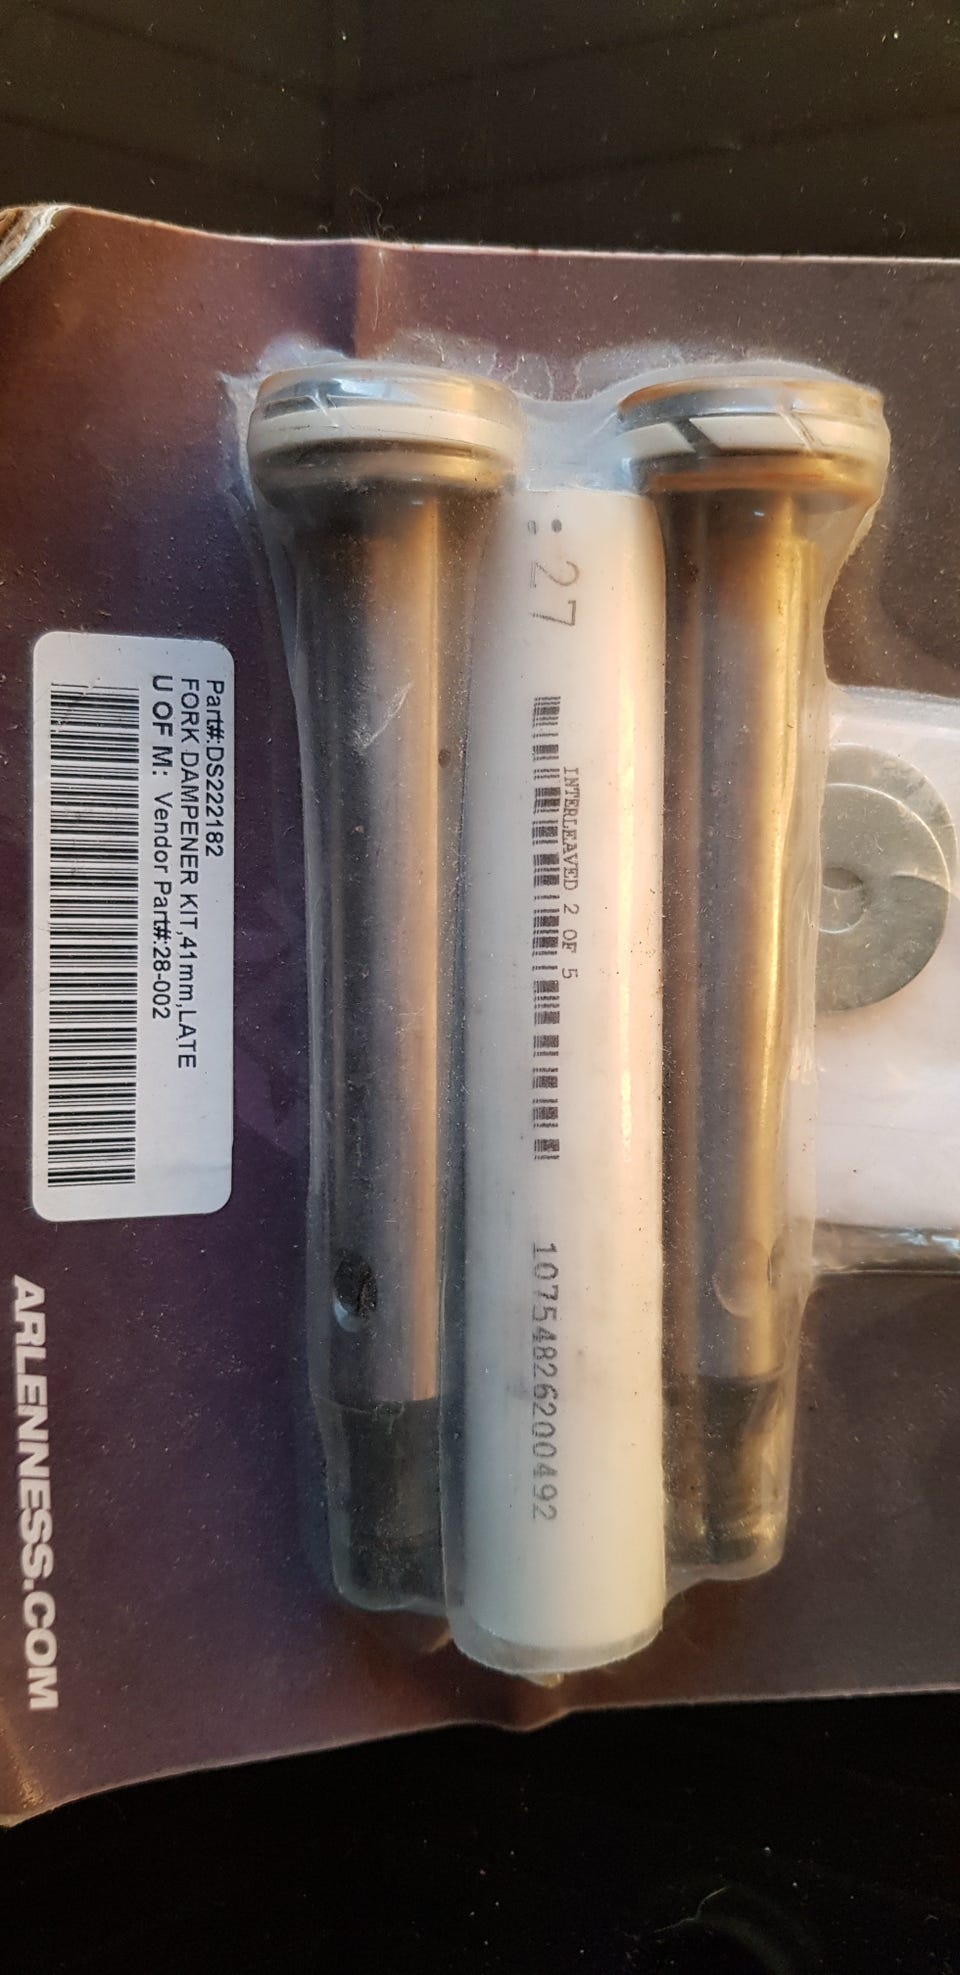 Part#:DS222182
FORK DAMPENER KIT,41mm,LATE
U OF M: Vendor Part#:28-002
ARLENNESS.COM
: 27
INTERLEAVED 2 OF 5
10754826200492